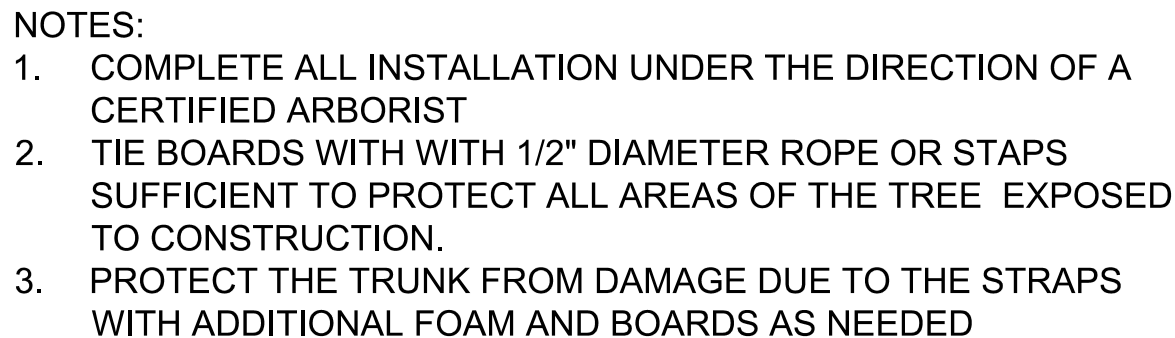 NOTES:
1. COMPLETE ALL INSTALLATION UNDER THE DIRECTION OF A
CERTIFIED ARBORIST
2. TIE BOARDS WITH WITH 1/2" DIAMETER ROPE OR STAPS
SUFFICIENT TO PROTECT ALL AREAS OF THE TREE  EXPOSED
TO CONSTRUCTION.
3. PROTECT THE TRUNK FROM DAMAGE DUE TO THE STRAPS
WITH ADDITIONAL FOAM AND BOARDS AS NEEDED